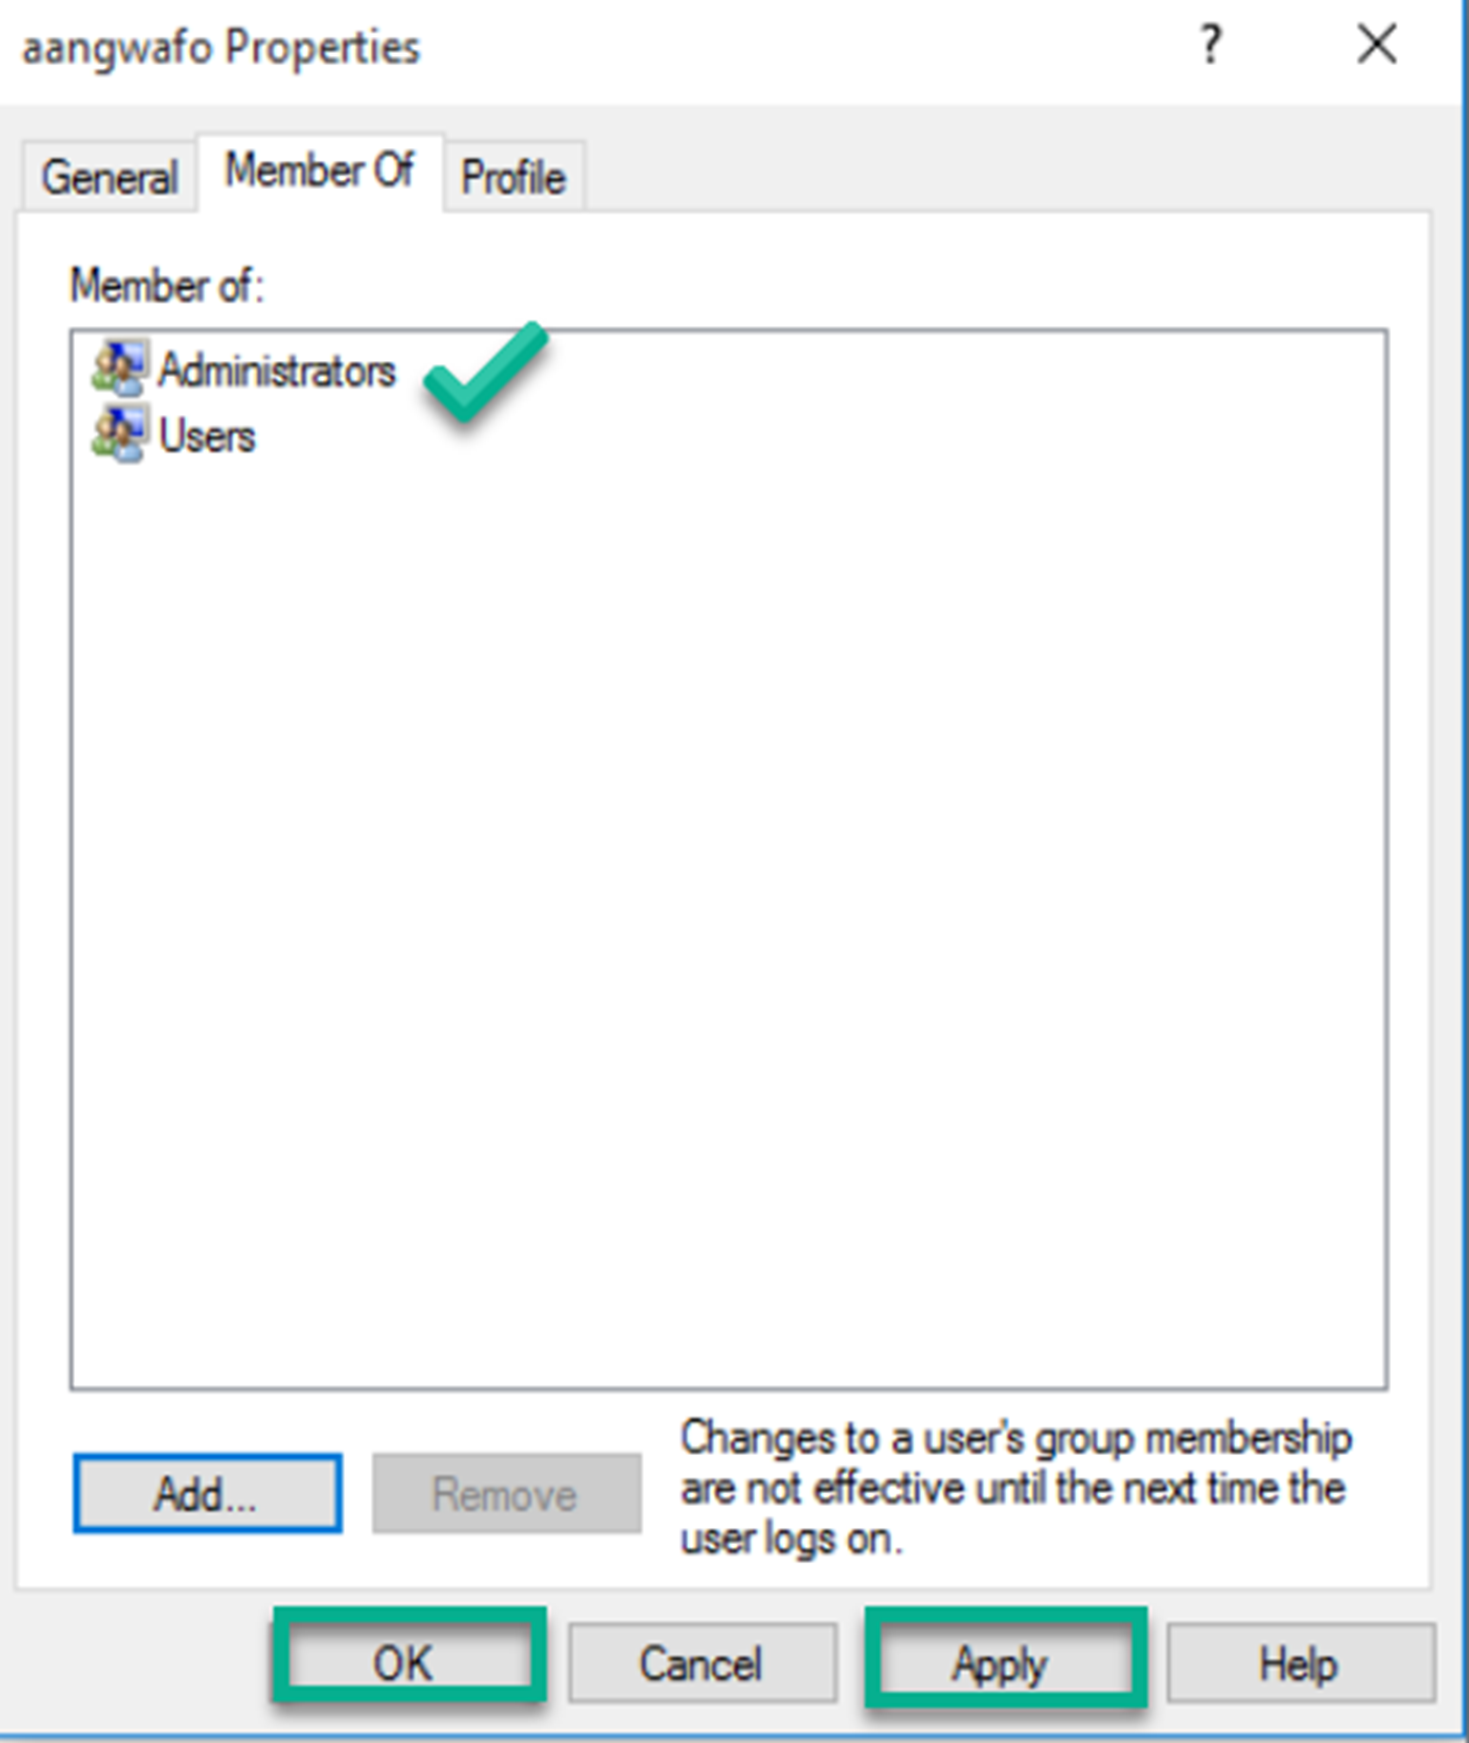 aangwafo Properties
?
General
Member Of
Profile
Member of:
Administrators
Users
Add...
Remove
Changes to a user's group membership
are not effective until the next time the
user logs on.
OK
Cancel
Apply
Help